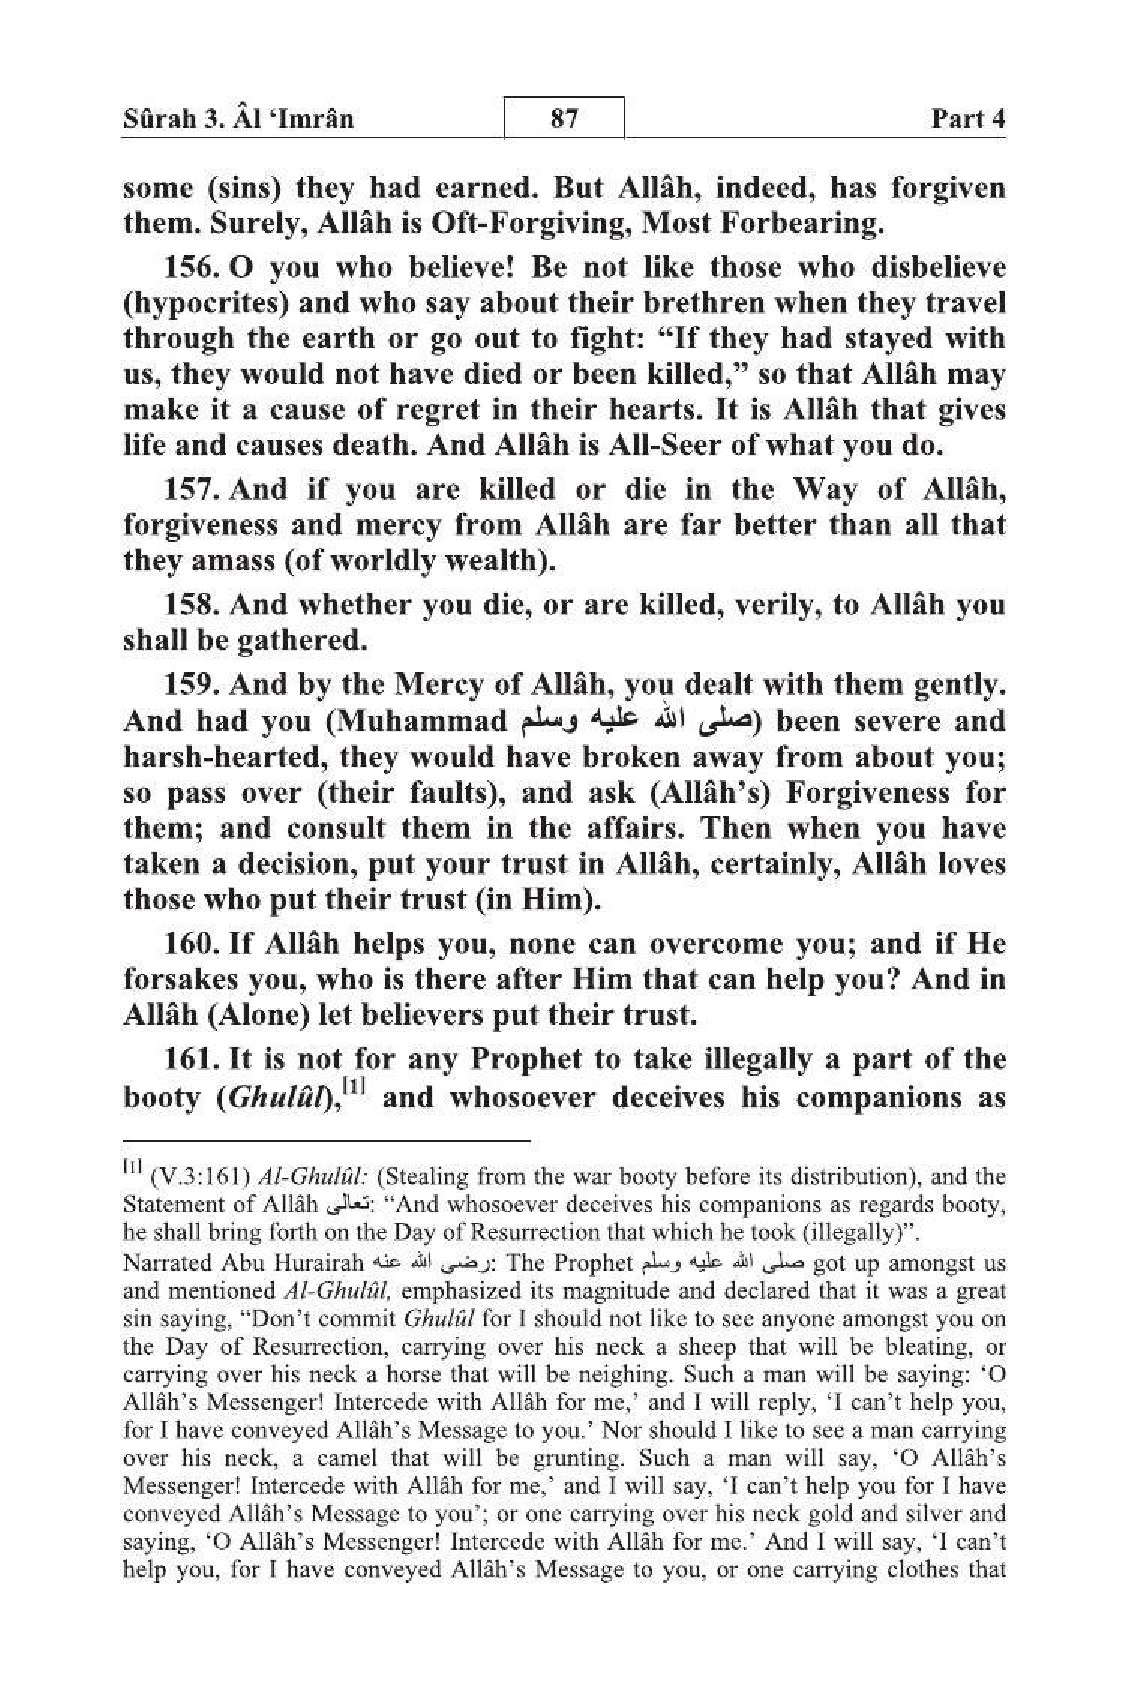 Sûrah 3. Âl ‘Imrân 87 Part 4
some (sins) they had earned. But Allâh, indeed, has forgiven
them. Surely, Allâh is Oft-Forgiving, Most Forbearing.
156. O you who believe! Be not like those who disbelieve
(hypocrites) and who say about their brethren when they travel
through the earth or go out to fight: “If they had stayed with
us, they would not have died or been killed,” so that Allâh may
make it a cause of regret in their hearts. It is Allâh that gives
life and causes death. And Allâh is All-Seer of what you do.
157. And if you are killed or die in the Way of Allâh,
forgiveness and mercy from Allâh are far better than all that
they amass (of worldly wealth).
158. And whether you die, or are killed, verily, to Allâh you
shall be gathered.
159. And by the Mercy of Allâh, you dealt with them gently.
And had you (Muhammad صلى الله عليه وسلم) been severe and
harsh-hearted, they would have broken away from about you;
so pass over (their faults), and ask (Allâh’s) Forgiveness for
them; and consult them in the affairs. Then when you have
taken a decision, put your trust in Allâh, certainly, Allâh loves
those who put their trust (in Him).
160. If Allâh helps you, none can overcome you; and if He
forsakes you, who is there after Him that can help you? And in
Allâh (Alone) let believers put their trust.
161. It is not for any Prophet to take illegally a part of the
booty (Ghulûl),[1] and whosoever deceives his companions as
[1] (V.3:161) Al-Ghulûl: (Stealing from the war booty before its distribution), and the
Statement of Allâh تعالى: “And whosoever deceives his companions as regards booty,
he shall bring forth on the Day of Resurrection that which he took (illegally)”.
Narrated Abu Hurairah رضى الله عنه: The Prophet صلى الله عليه وسلم got up amongst us
and mentioned Al-Ghulûl, emphasized its magnitude and declared that it was a great
sin saying, “Don’t commit Ghulûl for I should not like to see anyone amongst you on
the Day of Resurrection, carrying over his neck a sheep that will be bleating, or
carrying over his neck a horse that will be neighing. Such a man will be saying: ‘O
Allâh’s Messenger! Intercede with Allâh for me,’ and I will reply, ‘I can’t help you,
for I have conveyed Allâh’s Message to you.’ Nor should I like to see a man carrying
over his neck, a camel that will be grunting. Such a man will say, ‘O Allâh’s
Messenger! Intercede with Allâh for me,’ and I will say, ‘I can’t help you for I have
conveyed Allâh’s Message to you’; or one carrying over his neck gold and silver and
saying, ‘O Allâh’s Messenger! Intercede with Allâh for me.’ And I will say, ‘I can’t
help you, for I have conveyed Allâh’s Message to you, or one carrying clothes that